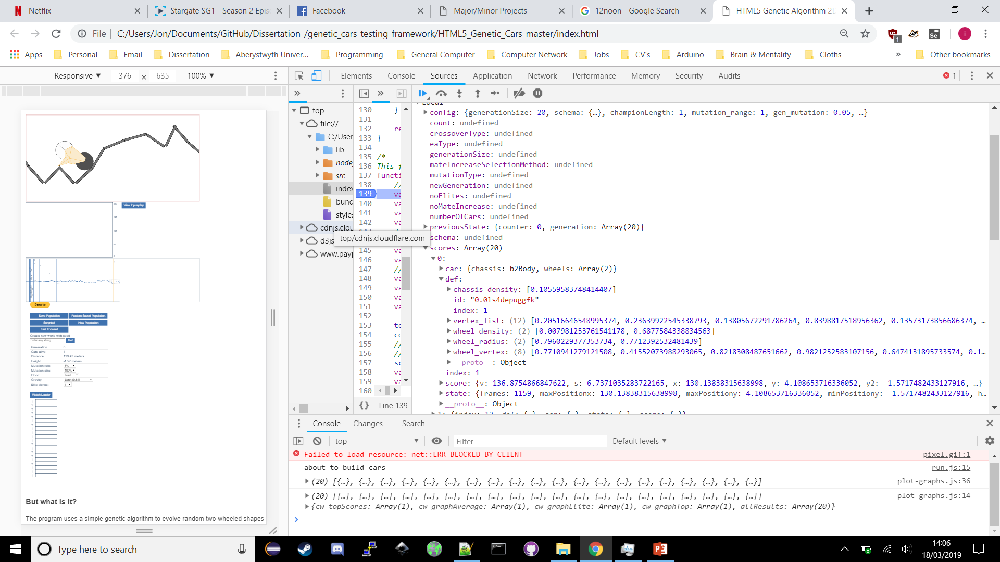 Netflix
Stargate SG1 - Season 2 Epis
Facebook
Major/Minor Projects
12noon - Google Search
HTML5 Genetic Algorithm 2D
File | C:/Users/Jon/Documents/GitHub/Dissertation-/genetic_cars-testing-framework/HTML5_Genetic_Cars-master/index.html
1
Se
i
Apps Personal Email Dissertation Aberystwyth Univer... Programming General Computer Computer Network Jobs CV's Arduino Brain & Mentality Cloths » Other bookmarks
Responsive ▼ 376 × 635 100% ▼
Elements Console Sources Application Network Performance Memory Security Audits 1
View top replay
Donate
Save Population Restore Saved Population
Surprise! New Population
Fast Forward
Create new world with seed
Enter any string Go!
Generation: 0
Cars alive: 1
Distance: 129.43 meters
Height: -1.57 meters
Mutation rate: 5%
Mutation size: 100%
Floor: fixed
Gravity: Earth (9.81)
Elite clones: 1
Watch Leader
But what is it?
The program uses a simple genetic algorithm to evolve random two-wheeled shapes
top
file://
C:/User
lib
node_
src
index
bund
styles
cdnjs.clou
d3js
www.payp
top/cdnjs.cloudflare.com
130 }
131
132 re
133 }
134
135 /*
136 This f
137 functi
138 //
139 va
140 va
141 va
142 va
145 va
146 va
147 //
148 va
149 va
150 va
151 va
152
153 te
154 co
155 //
156 //
157 sc
158 va
159 va
160
{} Line 139
Local
config: {generationSize: 20, schema: {…}, championLength: 1, mutation_range: 1, gen_mutation: 0.05, …}
count: undefined
crossoverType: undefined
eaType: undefined
generationSize: undefined
mateIncreaseSelectionMethod: undefined
mutationType: undefined
newGeneration: undefined
noElites: undefined
noMateIncrease: undefined
numberOfCars: undefined
previousState: {counter: 0, generation: Array(20)}
schema: undefined
scores: Array(20)
0:
car: {chassis: b2Body, wheels: Array(2)}
def:
chassis_density: [0.10559583748414407]
id: "0.0ls4depuggfk"
index: 1
vertex_list: (12) [0.20516646548995374, 0.23639922545338793, 0.13805672291786264, 0.8398817518956362, 0.13573173856686374, …
wheel_density: (2) [0.007981253761541178, 0.6877584338834563]
wheel_radius: (2) [0.7960229377353734, 0.7712392532481439]
wheel_vertex: (8) [0.7710941279121508, 0.41552073988293065, 0.8218308487651662, 0.9821252583107156, 0.6474131895733574, 0.1…
__proto__: Object
index: 1
score: {v: 136.8754866847622, s: 6.7371035283722165, x: 130.13838315638998, y: 4.108653716336052, y2: -1.5717482433127916, …}
state: {frames: 1159, maxPositionx: 130.13838315638998, maxPositiony: 4.108653716336052, minPositiony: -1.5717482433127916, h…
__proto__: Object
1: {index: 12, def: {…}, car: {…}, state: {…}, score: {…}}
Console Changes Search
top ▼ Filter Default levels ▼
Failed to load resource: net::ERR_BLOCKED_BY_CLIENT pixel.gif:1
about to build cars run.js:15
(20) [{…}, {…}, {…}, {…}, {…}, {…}, {…}, {…}, {…}, {…}, {…}, {…}, {…}, {…}, {…}, {…}, {…}, {…}, {…}, {…}] plot-graphs.js:36
(20) [{…}, {…}, {…}, {…}, {…}, {…}, {…}, {…}, {…}, {…}, {…}, {…}, {…}, {…}, {…}, {…}, {…}, {…}, {…}, {…}] plot-graphs.js:14
{cw_topScores: Array(1), cw_graphAverage: Array(1), cw_graphElite: Array(1), cw_graphTop: Array(1), allResults: Array(20)}
Type here to search
14:06
18/03/2019